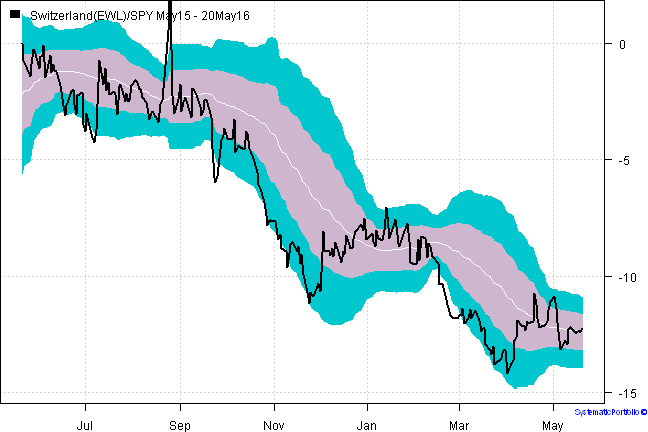 Switzerland(EWL)/SPY May15 - 20May16
0
-5
-10
-15
Jul Sep Nov Jan Mar May
SystematicPortfolio ©